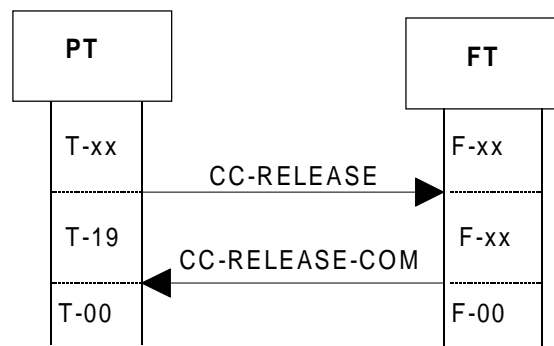 PT
FT
T-xx
F-xx
CC-RELEASE
T-19
F-xx
CC-RELEASE-COM
T-00
F-00